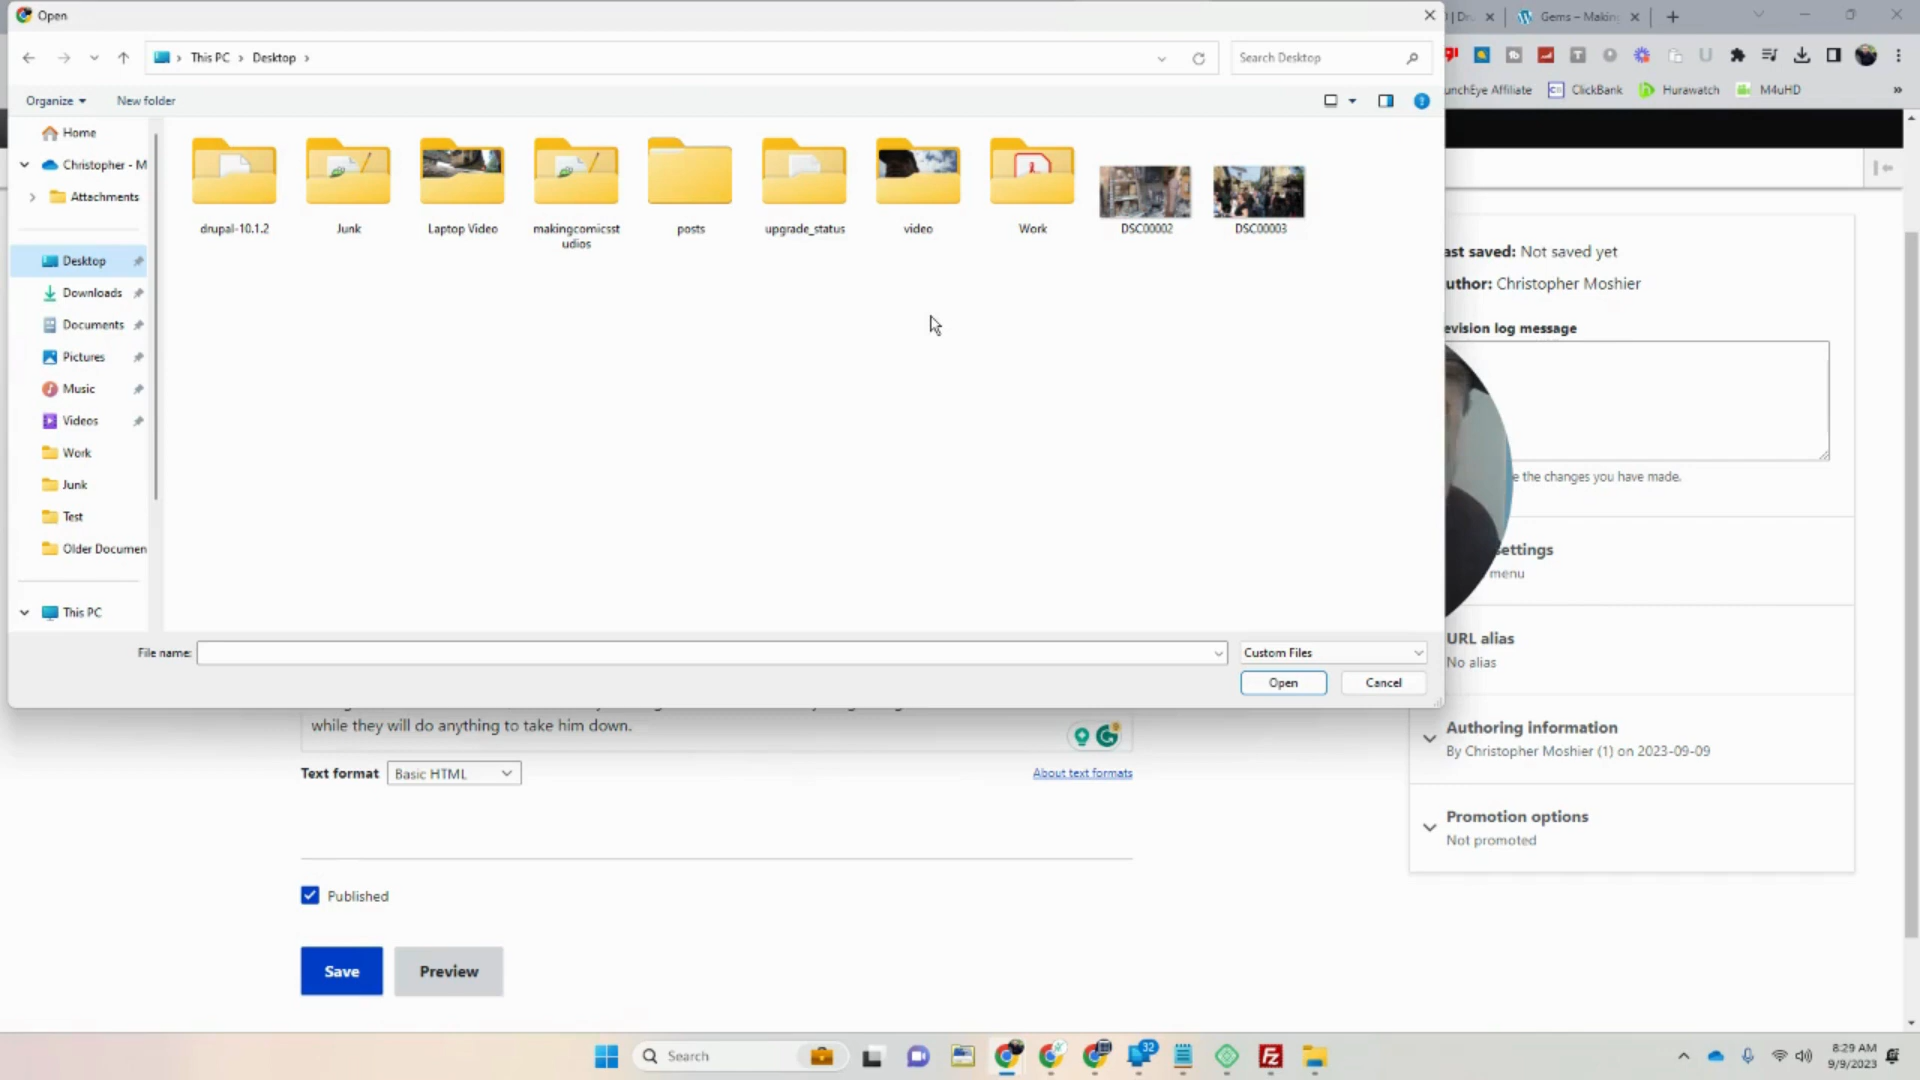 Open
Dr
Gems – Makin
This PC
Desktop
Search Desktop
Organize
New folder
unchEye Affiliate
ClickBank
Hurawatch
M4uHD
Home
Christopher - M
Attachments
Desktop
Downloads
Documents
Pictures
Music
Videos
Work
Junk
Test
Older Documen
This PC
drupal-10.1.2
Junk
Laptop Video
makingcomicsst
udios
posts
upgrade_status
video
Work
DSC00002
DSC00003
File name:
Custom Files
Open
Cancel
ast saved: Not saved yet
uthor: Christopher Moshier
evision log message
e the changes you have made.
settings
menu
URL alias
No alias
Authoring information
By Christopher Moshier (1) on 2023-09-09
Promotion options
Not promoted
while they will do anything to take him down.
Text format
Basic HTML
About text formats
Published
Save
Preview
Search
32
8:29 AM
9/9/2023